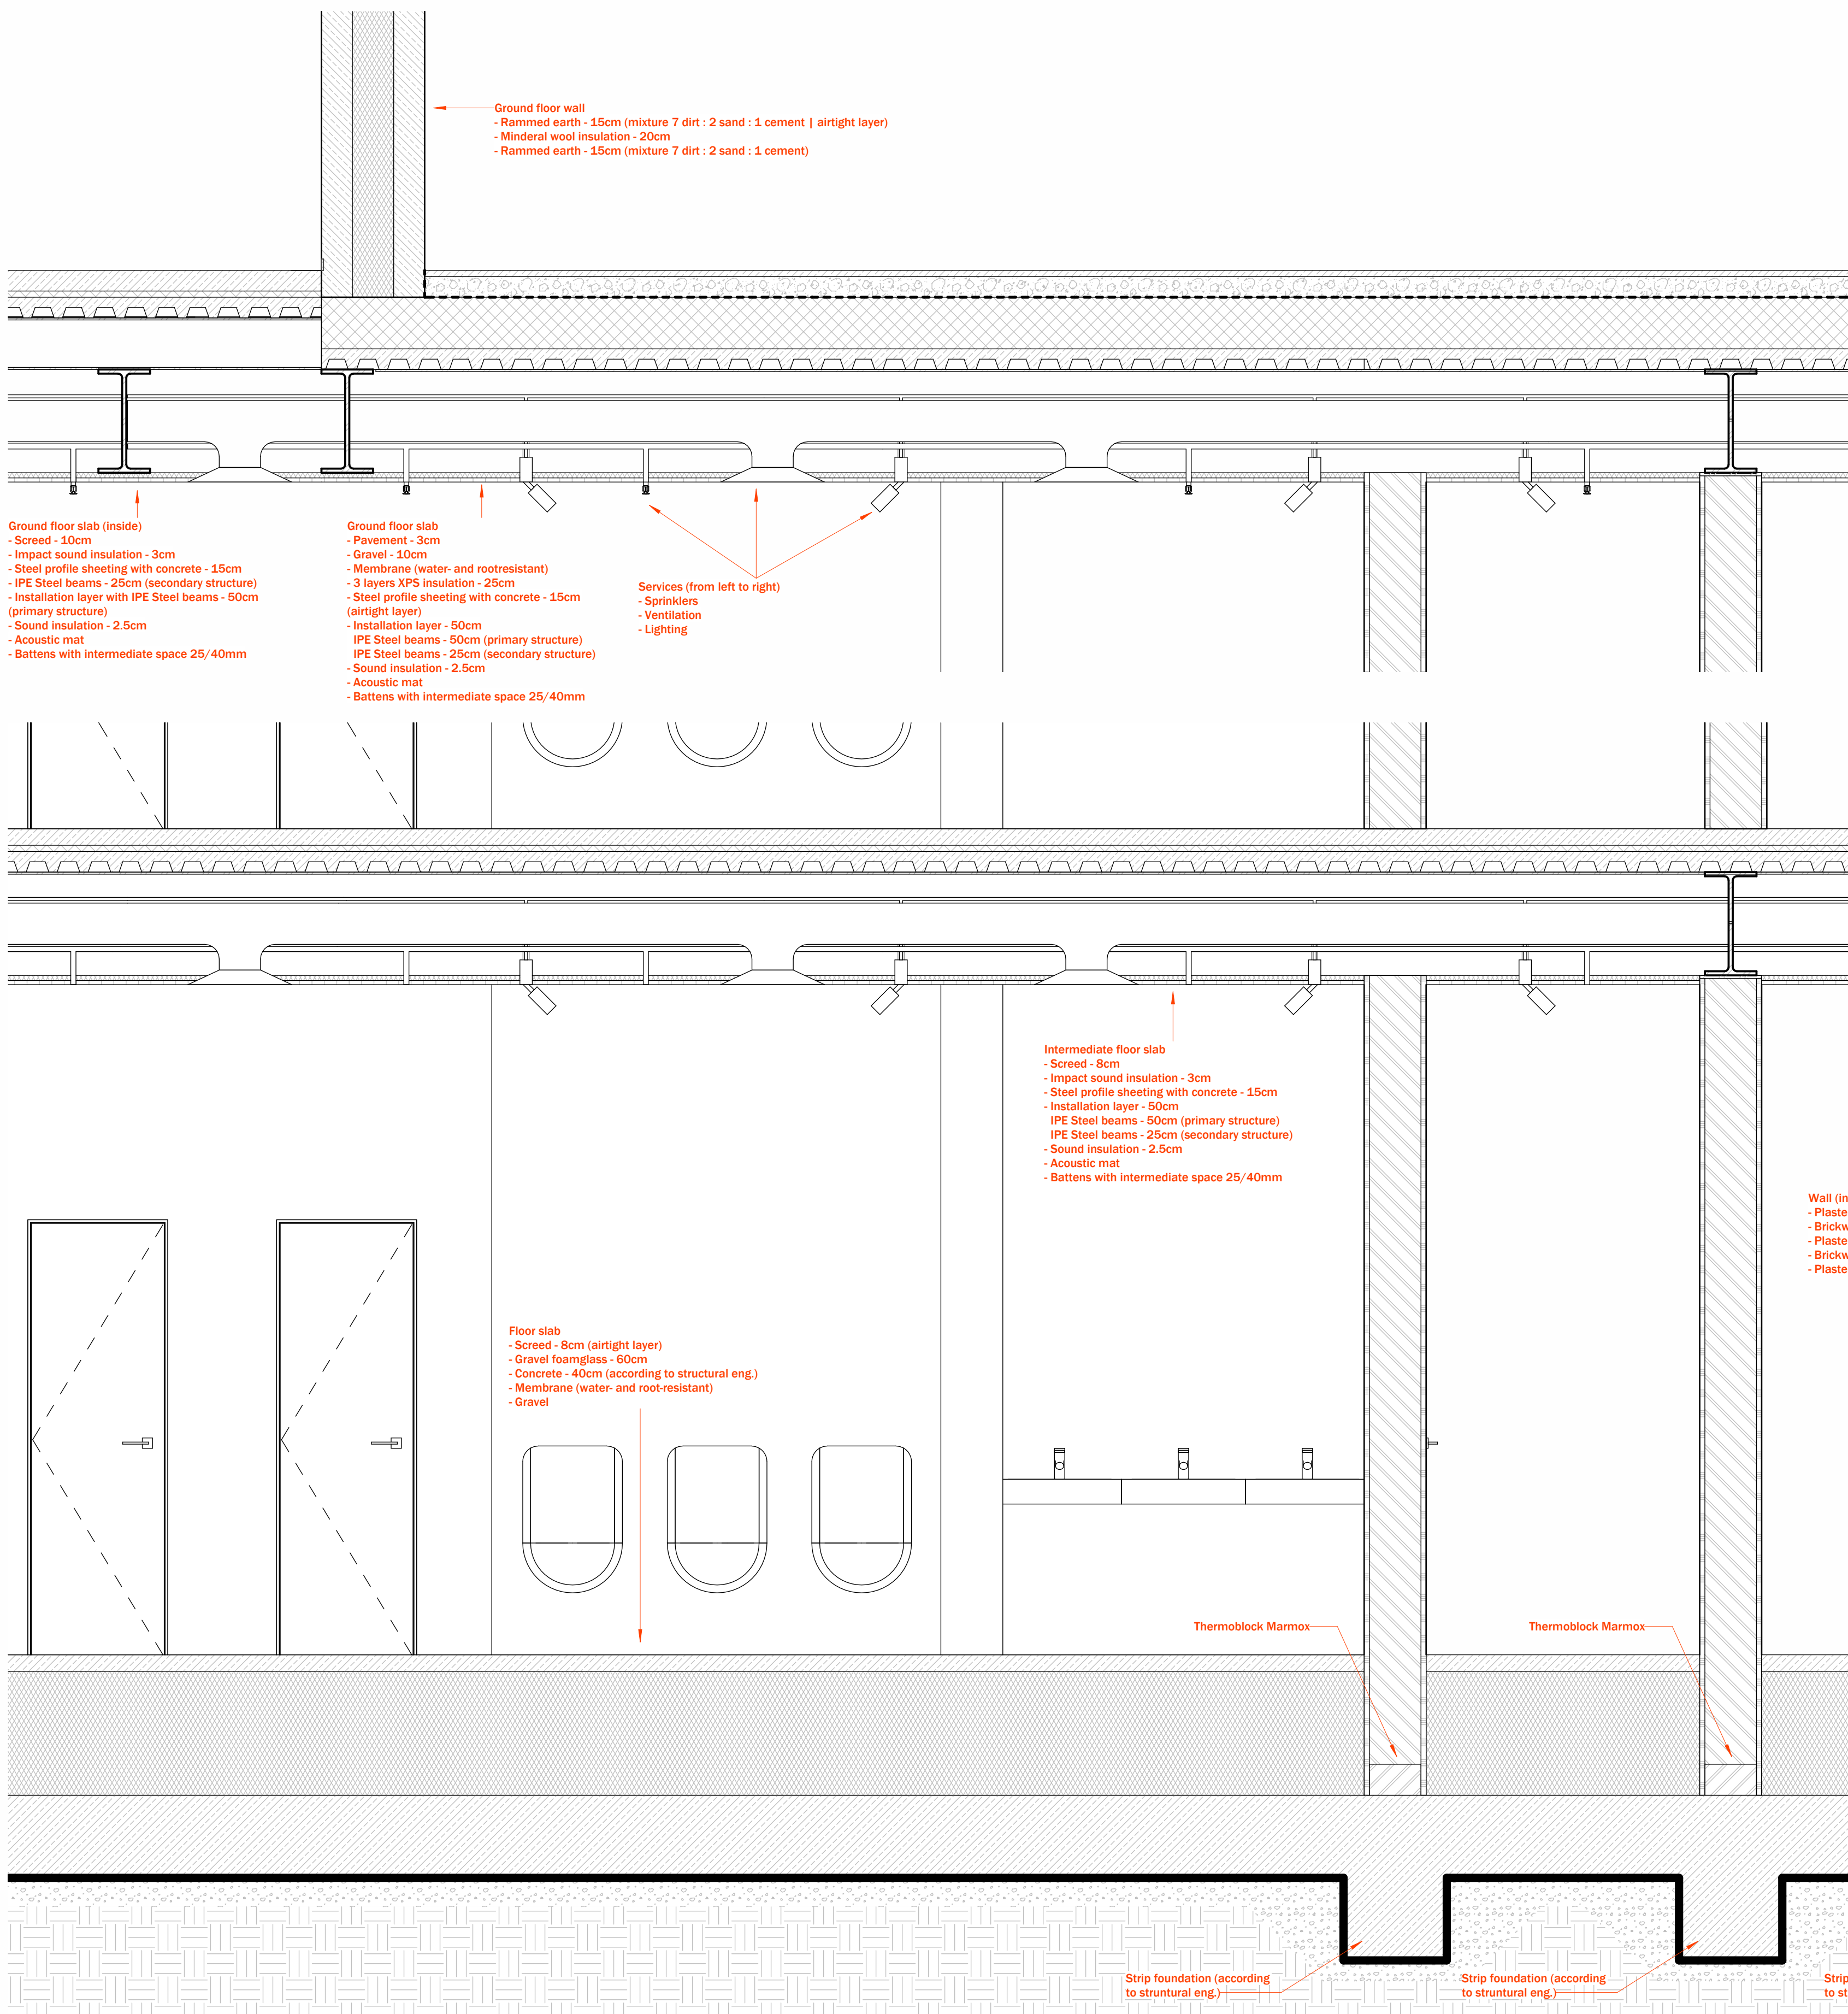 Ground floor wall
- Rammed earth - 15cm (mixture 7 dirt : 2 sand : 1 cement | airtight layer)
- Minderal wool insulation - 20cm
- Rammed earth - 15cm (mixture 7 dirt : 2 sand : 1 cement)
Ground floor slab (inside)
- Screed - 10cm
- Impact sound insulation - 3cm
- Steel profile sheeting with concrete - 15cm
- IPE Steel beams - 25cm (secondary structure)
- Installation layer with IPE Steel beams - 50cm
(primary structure)
- Sound insulation - 2.5cm
- Acoustic mat
- Battens with intermediate space 25/40mm
Ground floor slab
- Pavement - 3cm
- Gravel - 10cm
- Membrane (water- and rootresistant)
- 3 layers XPS insulation - 25cm
- Steel profile sheeting with concrete - 15cm
(airtight layer)
- Installation layer - 50cm
IPE Steel beams - 50cm (primary structure)
IPE Steel beams - 25cm (secondary structure)
- Sound insulation - 2.5cm
- Acoustic mat
- Battens with intermediate space 25/40mm
Services (from left to right)
- Sprinklers
- Ventilation
- Lighting
Intermediate floor slab
- Screed - 8cm
- Impact sound insulation - 3cm
- Steel profile sheeting with concrete - 15cm
- Installation layer - 50cm
IPE Steel beams - 50cm (primary structure)
IPE Steel beams - 25cm (secondary structure)
- Sound insulation - 2.5cm
- Acoustic mat
- Battens with intermediate space 25/40mm
Wall (in
- Plaste
- Brickw
- Plaste
- Brickw
- Plaste
Floor slab
- Screed - 8cm (airtight layer)
- Gravel foamglass - 60cm
- Concrete - 40cm (according to structural eng.)
- Membrane (water- and root-resistant)
- Gravel
Thermoblock Marmox
Thermoblock Marmox
Strip foundation (according
to struntural eng.)
Strip foundation (according
to struntural eng.)
Strip
to st